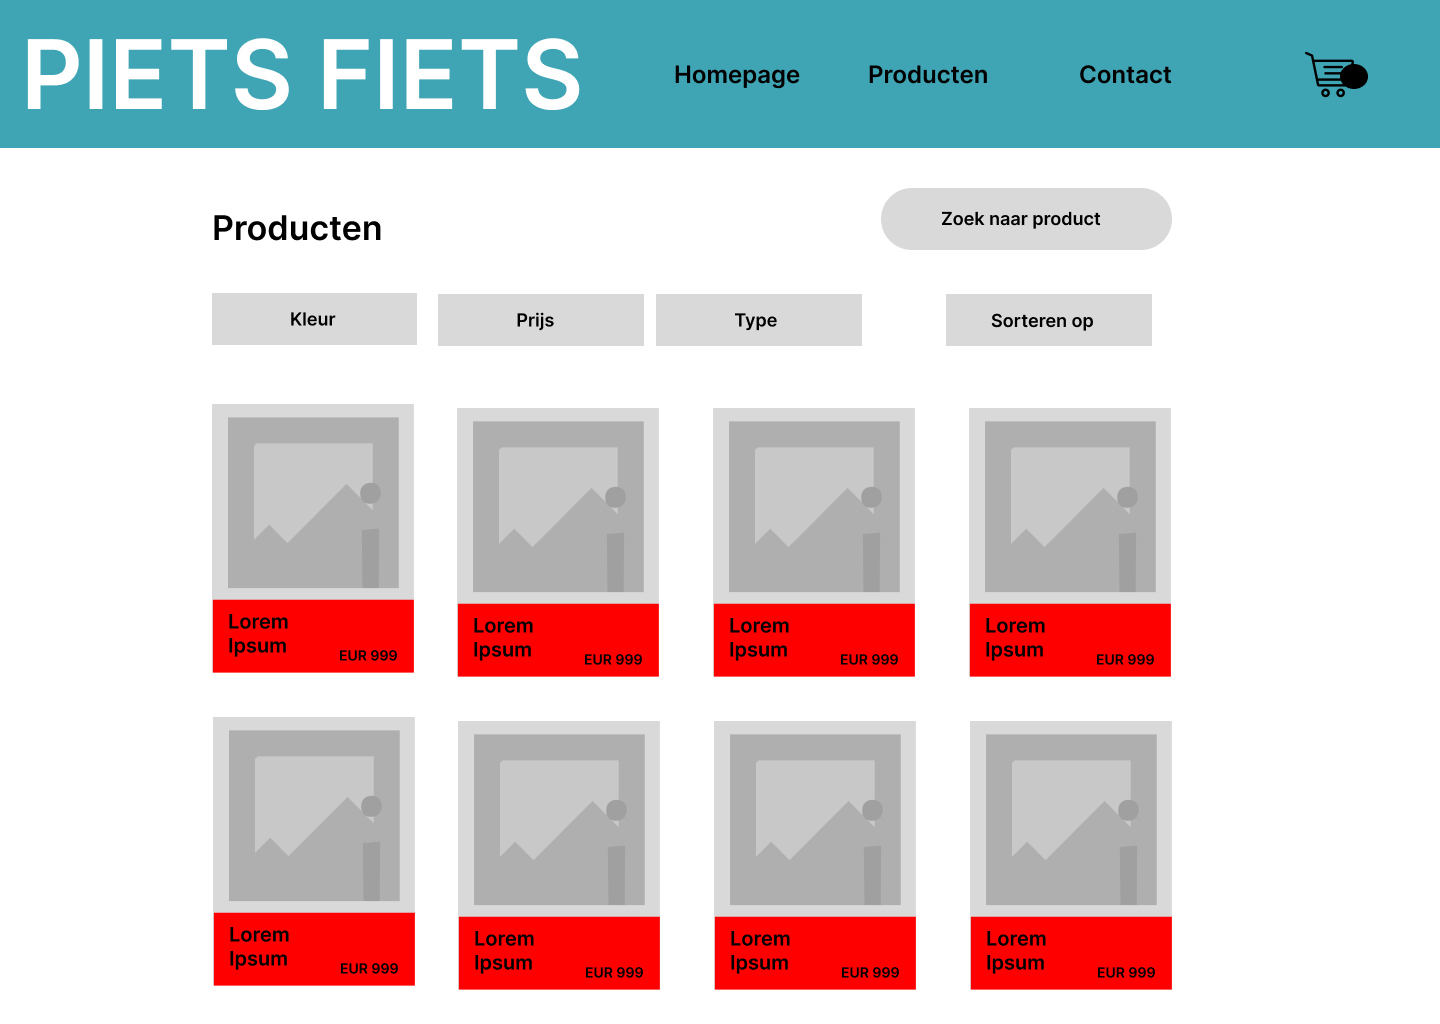 PIETS FIETS
Homepage
Producten
Contact
Producten
Zoek naar product
Kleur
Prijs
Type
Sorteren op
Lorem
Ipsum
EUR 999
Lorem
Ipsum
EUR 999
Lorem
Ipsum
EUR 999
Lorem
Ipsum
EUR 999
Lorem
Ipsum
EUR 999
Lorem
Ipsum
EUR 999
Lorem
Ipsum
EUR 999
Lorem
Ipsum
EUR 999